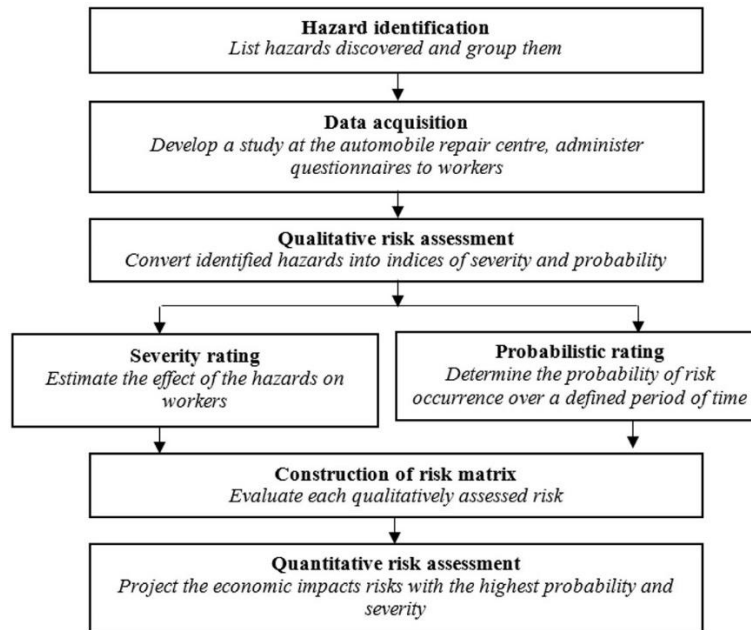 Hazard identification
List hazards discovered and group them
Data acquisition
Develop a study at the automobile repair centre, administer
questionnaires to workers
Qualitative risk assessment
Convert identified hazards into indices of severity and probability
Severity rating
Estimate the effect of the hazards on
workers
Probabilistic rating
Determine the probability of risk
occurrence over a defined period of time
Construction of risk matrix
Evaluate each qualitatively assessed risk
Quantitative risk assessment
Project the economic impacts risks with the highest probability and
severity